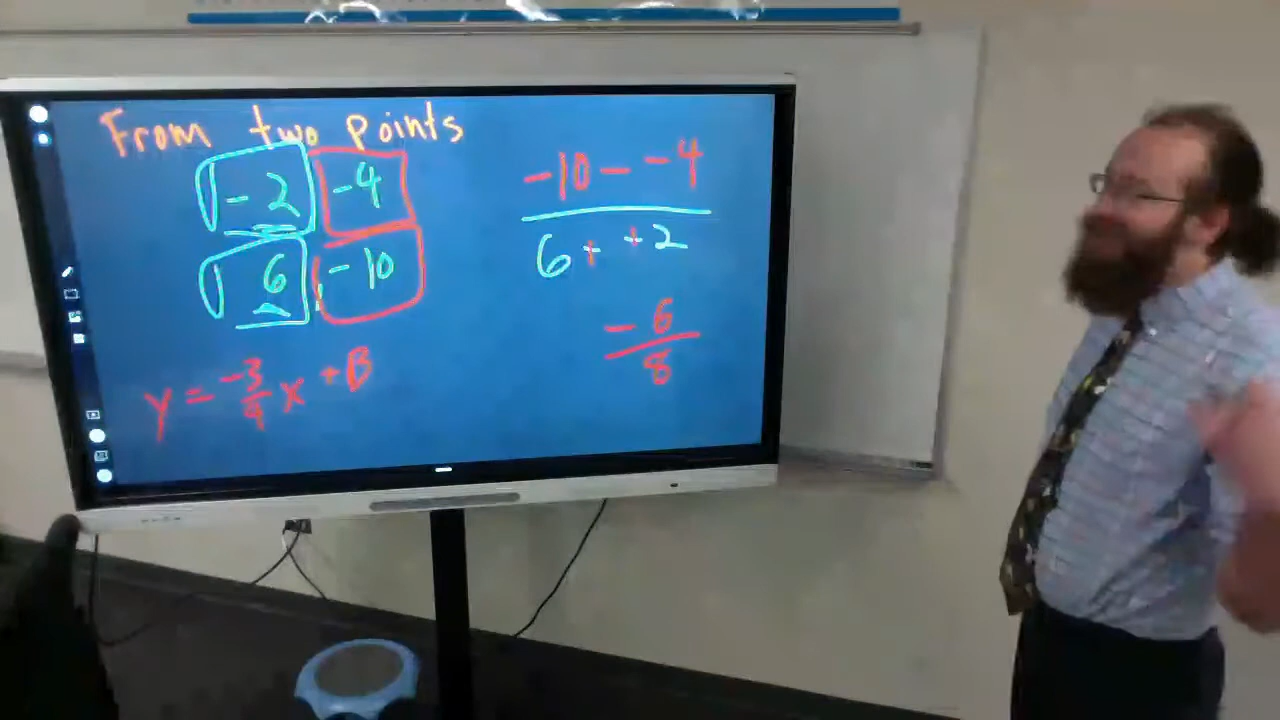 From two points
-2 -4
6 -10
y = -3/4 x + B
-10 - -4
6 + +2
- 6/8